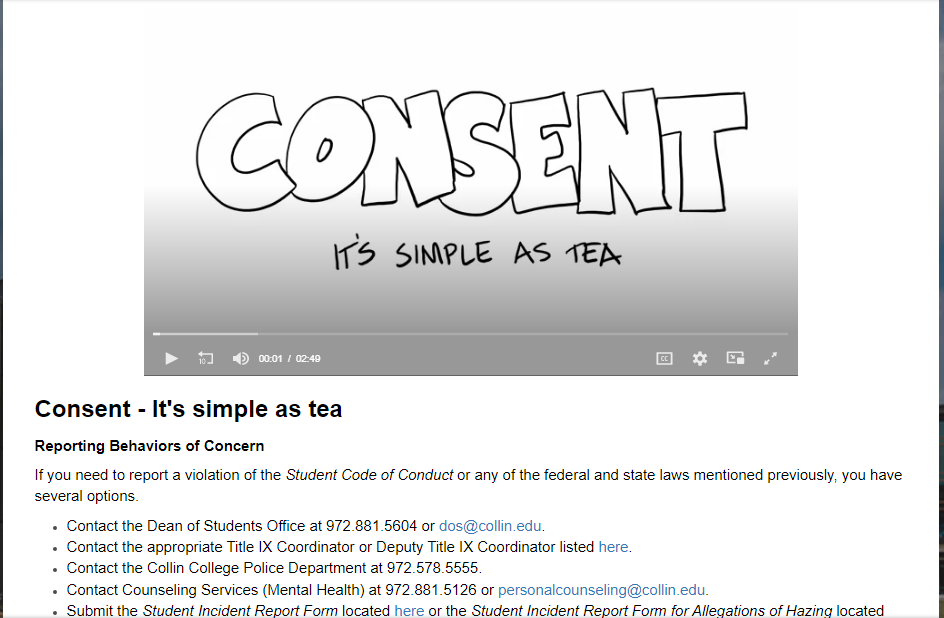 CONSENT
IT'S SIMPLE AS TEA
10
00:01 / 02:49
CC
Consent - It's simple as tea
Reporting Behaviors of Concern
If you need to report a violation of the Student Code of Conduct or any of the federal and state laws mentioned previously, you have
several options.
• Contact the Dean of Students Office at 972.881.5604 or dos@collin.edu.
• Contact the appropriate Title IX Coordinator or Deputy Title IX Coordinator listed here.
• Contact the Collin College Police Department at 972.578.5555.
• Contact Counseling Services (Mental Health) at 972.881.5126 or personalcounseling@collin.edu.
• Submit the Student Incident Report Form located here or the Student Incident Report Form for Allegations of Hazing located